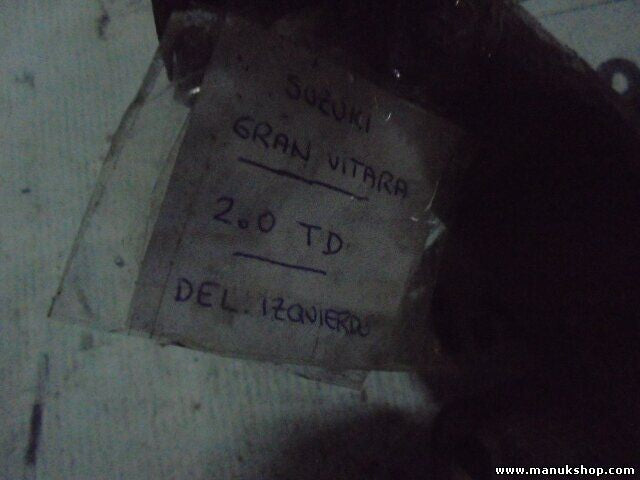 SUZUKI
GRAN VITARA
2.0 TD
DEL. IZQUIERDO
www.manukshop.com